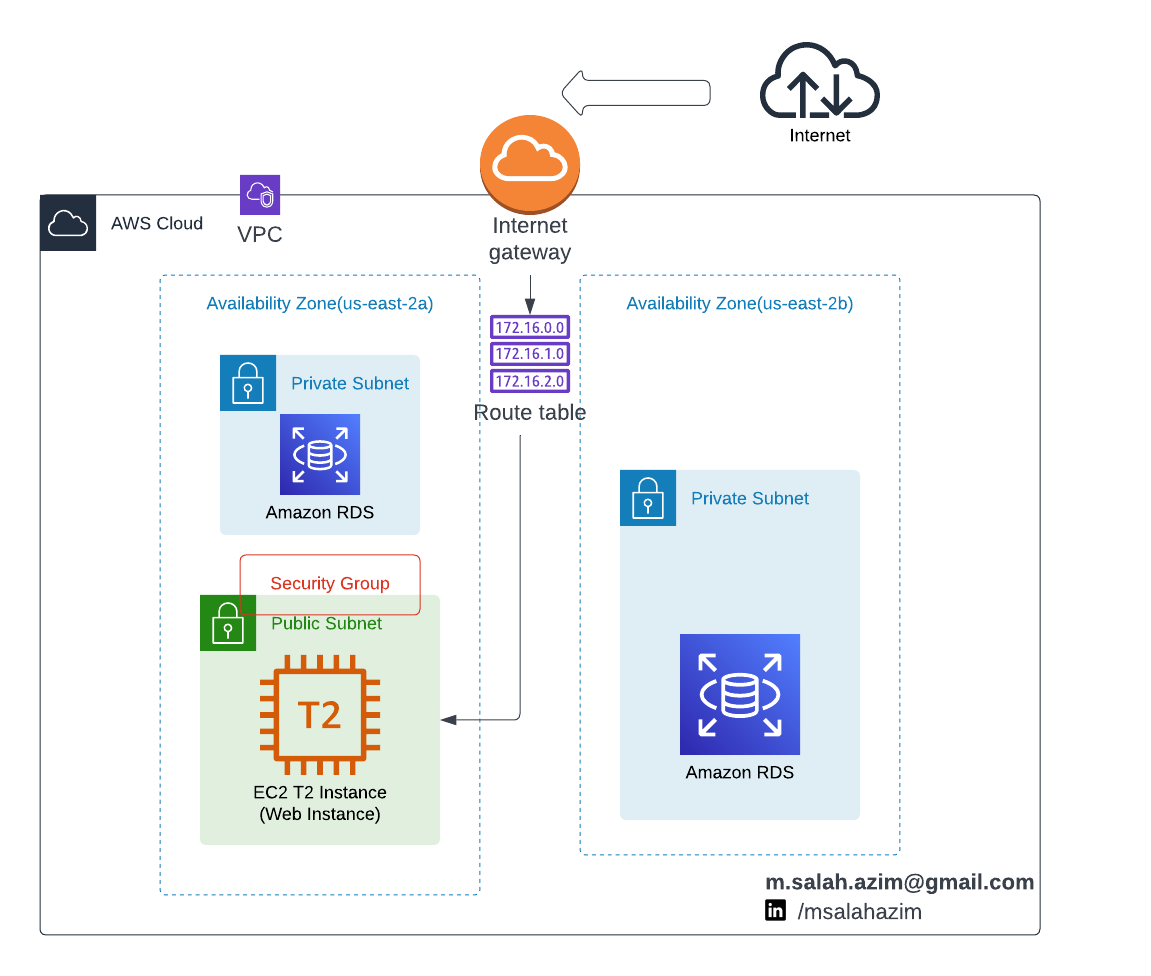 Internet
AWS Cloud
VPC
Internet
gateway
Availability Zone(us-east-2a)
Availability Zone(us-east-2b)
172.16.0.0
172.16.1.0
172.16.2.0
Route table
Private Subnet
Amazon RDS
Private Subnet
Security Group
Public Subnet
T2
EC2 T2 Instance
(Web Instance)
Amazon RDS
m.salah.azim@gmail.com
in /msalahazim